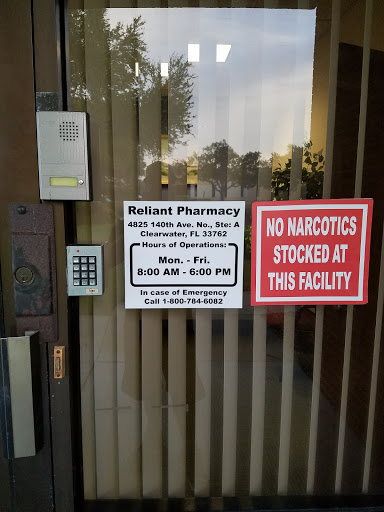 Reliant Pharmacy
4825 140th Ave. No., Ste: A
Clearwater, FL 33762
Hours of Operations:
Mon. - Fri.
8:00 AM - 6:00 PM
In case of Emergency
Call 1-800-784-6082
NO NARCOTICS
STOCKED AT
THIS FACILITY